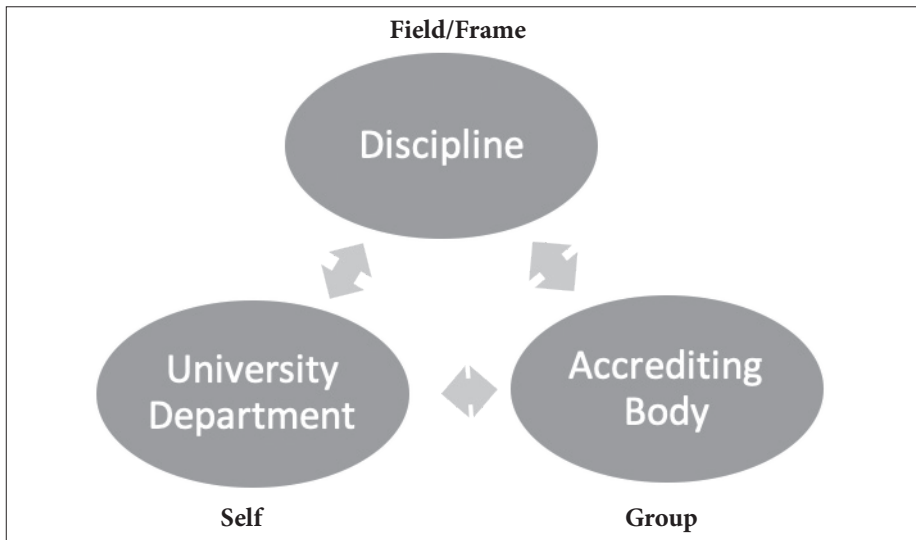 Field/Frame
Discipline
University
Department
Accrediting
Body
Self
Group